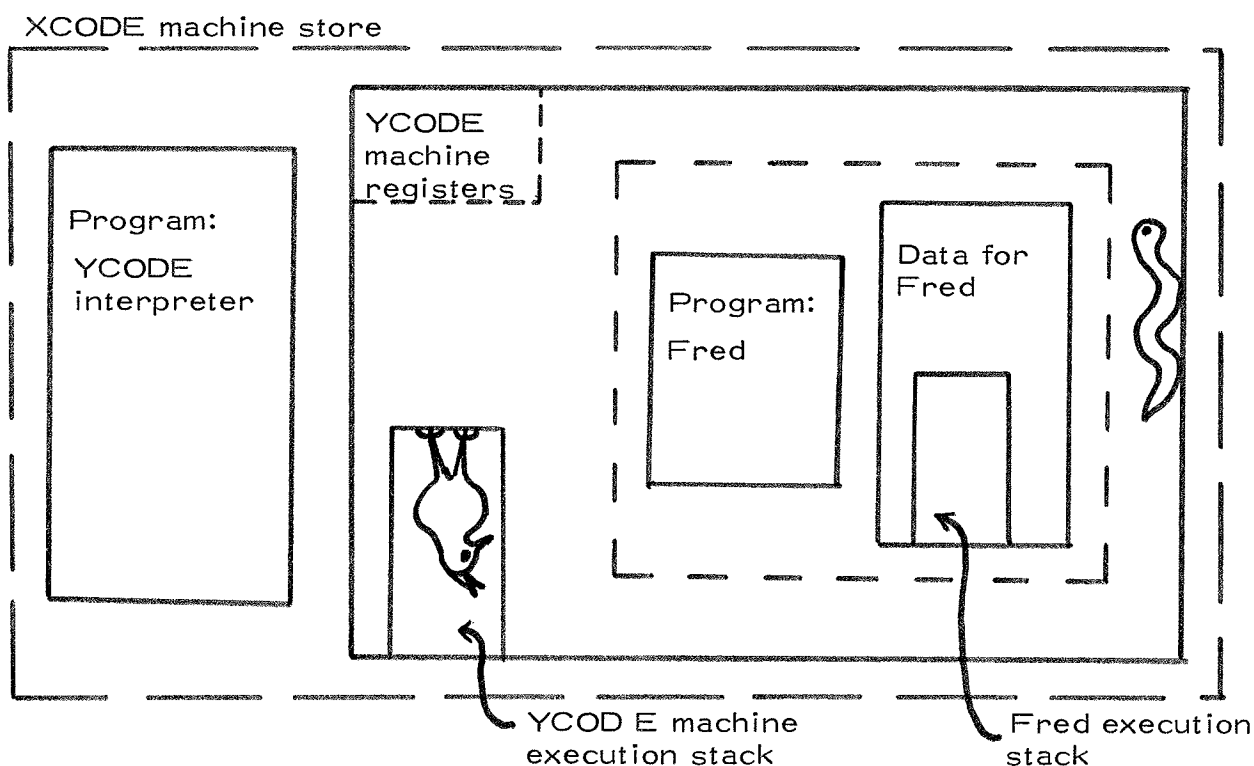 XCODE machine store
YCODE
machine
registers
Program:
YCODE
interpreter
Program:
Fred
Data for
Fred
YCOD E machine
execution stack
Fred execution
stack